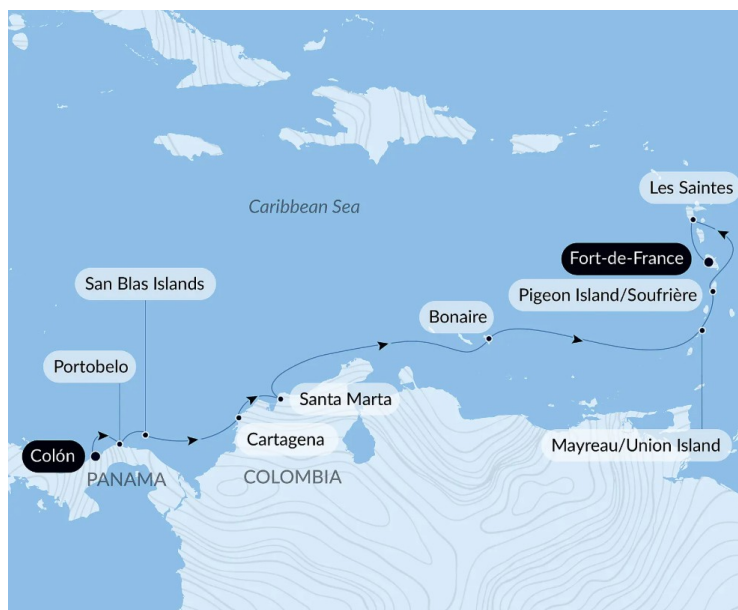 Les Saintes
Caribbean Sea
Fort-de-France
San Blas Islands
Pigeon Island/Soufrière
Bonaire
Portobelo
Santa Marta
Cartagena
Mayreau/Union Island
Colón
PANAMA
COLOMBIA